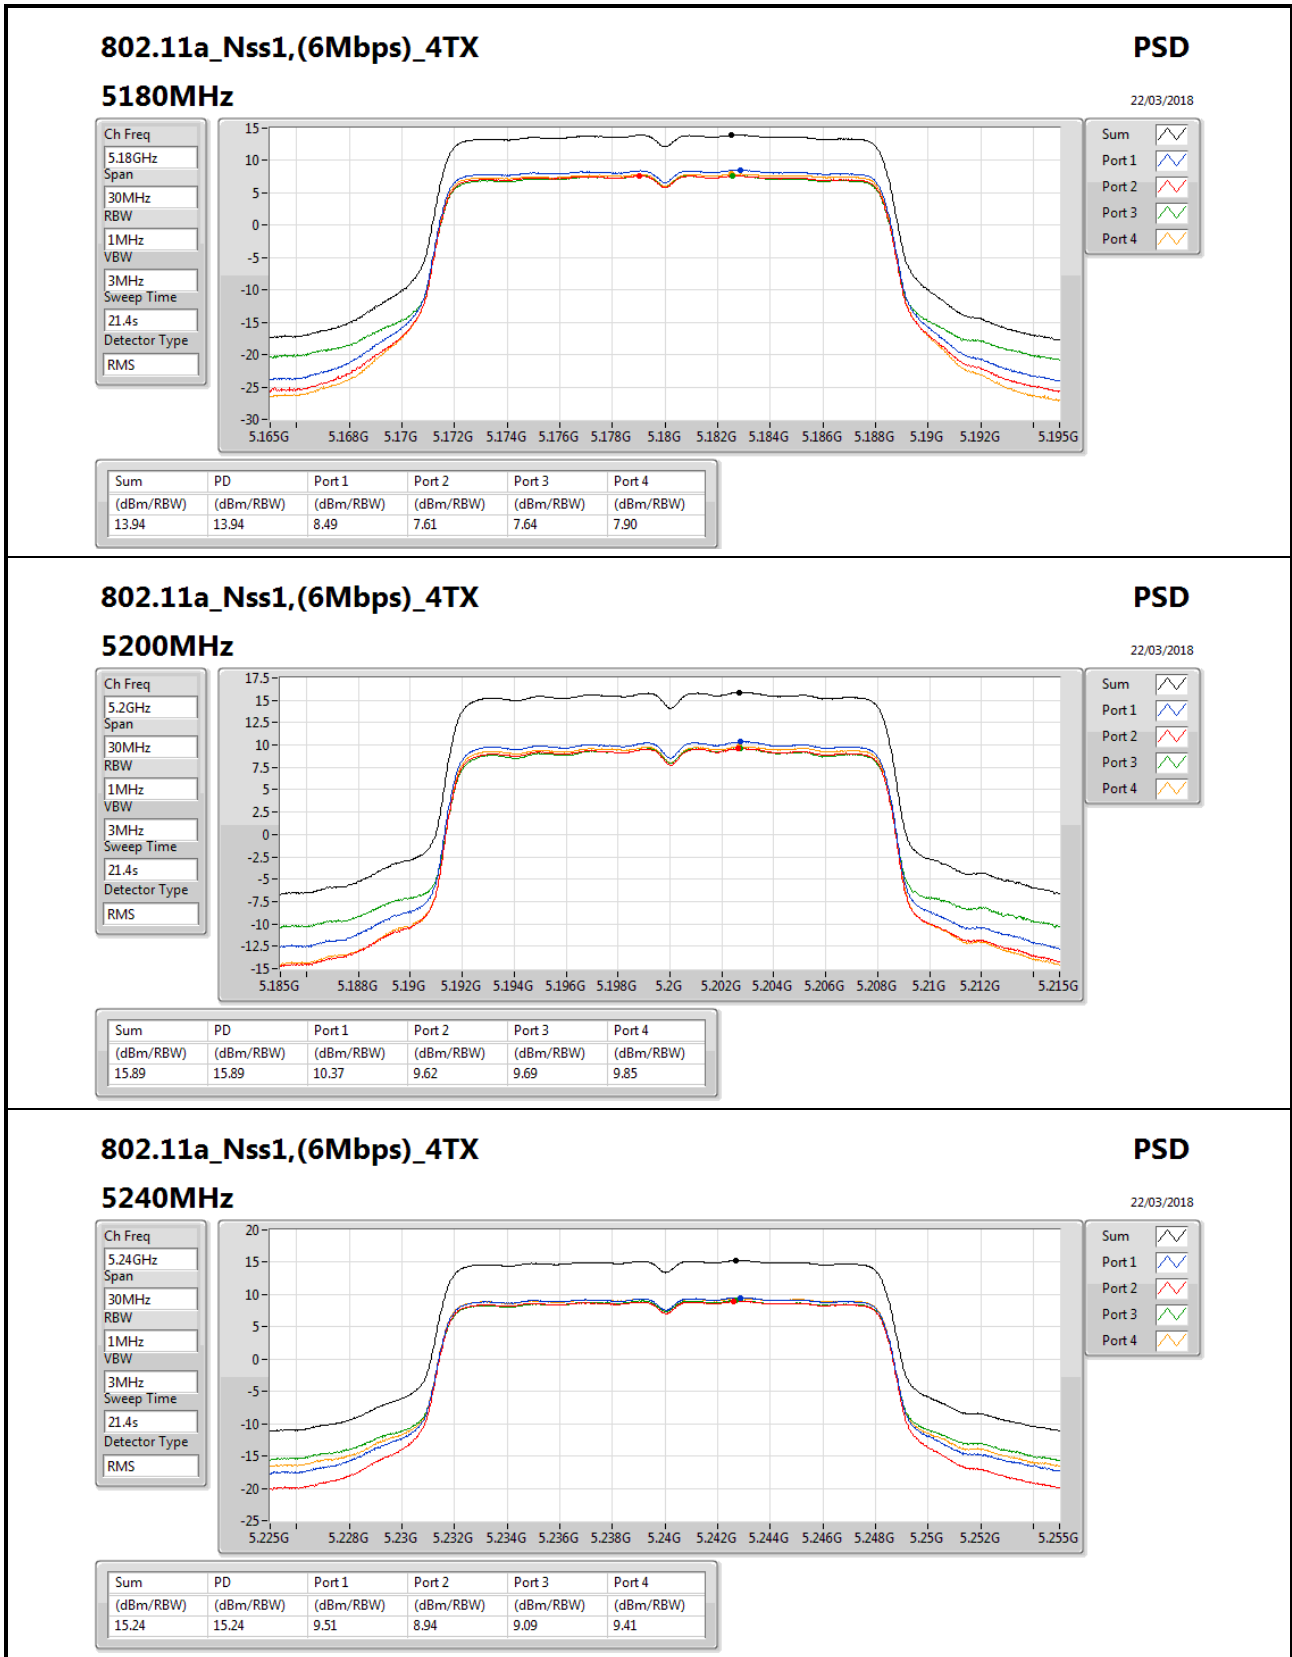 802.11a_Nss1,(6Mbps)_4TX PSD
5180MHz 22/03/2018
Ch Freq
5.18GHz
Span
30MHz
RBW
1MHz
VBW
3MHz
Sweep Time
21.4s
Detector Type
RMS
15
10
5
0
-5
-10
-15
-20
-25
-30
5.165G 5.168G 5.17G 5.172G 5.174G 5.176G 5.178G 5.18G 5.182G 5.184G 5.186G 5.188G 5.19G 5.192G 5.195G
Sum
Port 1
Port 2
Port 3
Port 4
Sum PD Port 1 Port 2 Port 3 Port 4
(dBm/RBW) (dBm/RBW) (dBm/RBW) (dBm/RBW) (dBm/RBW) (dBm/RBW)
13.94 13.94 8.49 7.61 7.64 7.90
802.11a_Nss1,(6Mbps)_4TX PSD
5200MHz 22/03/2018
Ch Freq
5.2GHz
Span
30MHz
RBW
1MHz
VBW
3MHz
Sweep Time
21.4s
Detector Type
RMS
17.5
15
12.5
10
7.5
5
2.5
0
-2.5
-5
-7.5
-10
-12.5
-15
5.185G 5.188G 5.19G 5.192G 5.194G 5.196G 5.198G 5.2G 5.202G 5.204G 5.206G 5.208G 5.21G 5.212G 5.215G
Sum
Port 1
Port 2
Port 3
Port 4
Sum PD Port 1 Port 2 Port 3 Port 4
(dBm/RBW) (dBm/RBW) (dBm/RBW) (dBm/RBW) (dBm/RBW) (dBm/RBW)
15.89 15.89 10.37 9.62 9.69 9.85
802.11a_Nss1,(6Mbps)_4TX PSD
5240MHz 22/03/2018
Ch Freq
5.24GHz
Span
30MHz
RBW
1MHz
VBW
3MHz
Sweep Time
21.4s
Detector Type
RMS
20
15
10
5
0
-5
-10
-15
-20
-25
5.225G 5.228G 5.23G 5.232G 5.234G 5.236G 5.238G 5.24G 5.242G 5.244G 5.246G 5.248G 5.25G 5.252G 5.255G
Sum
Port 1
Port 2
Port 3
Port 4
Sum PD Port 1 Port 2 Port 3 Port 4
(dBm/RBW) (dBm/RBW) (dBm/RBW) (dBm/RBW) (dBm/RBW) (dBm/RBW)
15.24 15.24 9.51 8.94 9.09 9.41